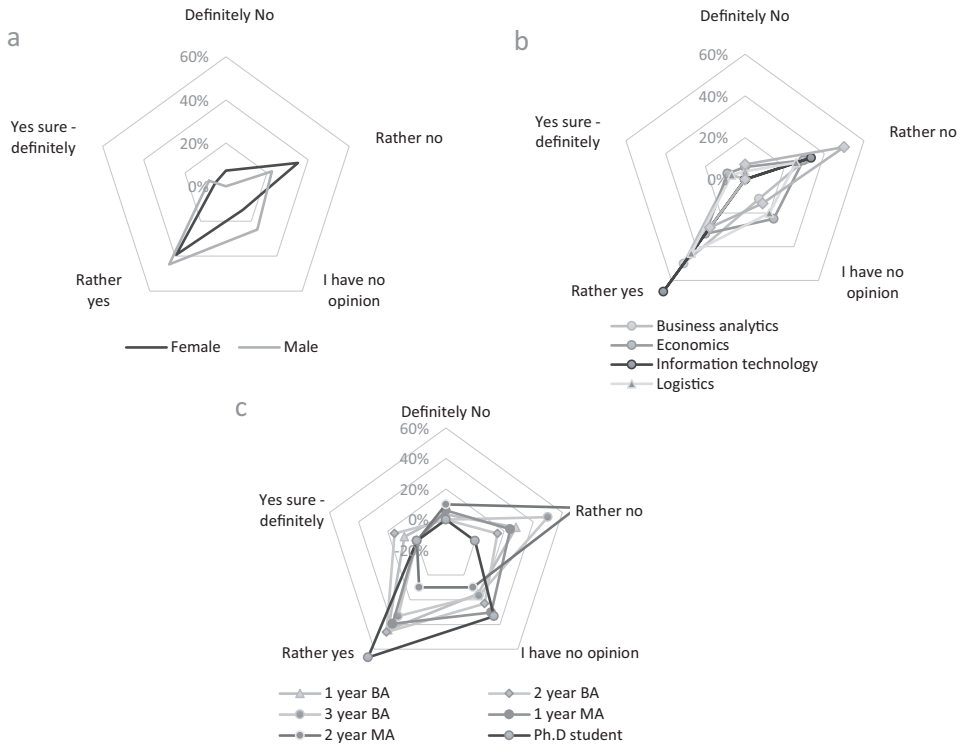 a
Definitely No
60%
40%
20%
0%
Yes sure -
definitely
Rather no
Rather
yes
I have no
opinion
Female
Male
b
Definitely No
60%
40%
20%
0%
Yes sure -
definitely
Rather no
Rather yes
I have no
opinion
Business analytics
Economics
Information technology
Logistics
c
Definitely No
60%
40%
20%
0%
-20%
Yes sure -
definitely
Rather no
Rather yes
I have no opinion
1 year BA
2 year BA
3 year BA
1 year MA
2 year MA
Ph.D student